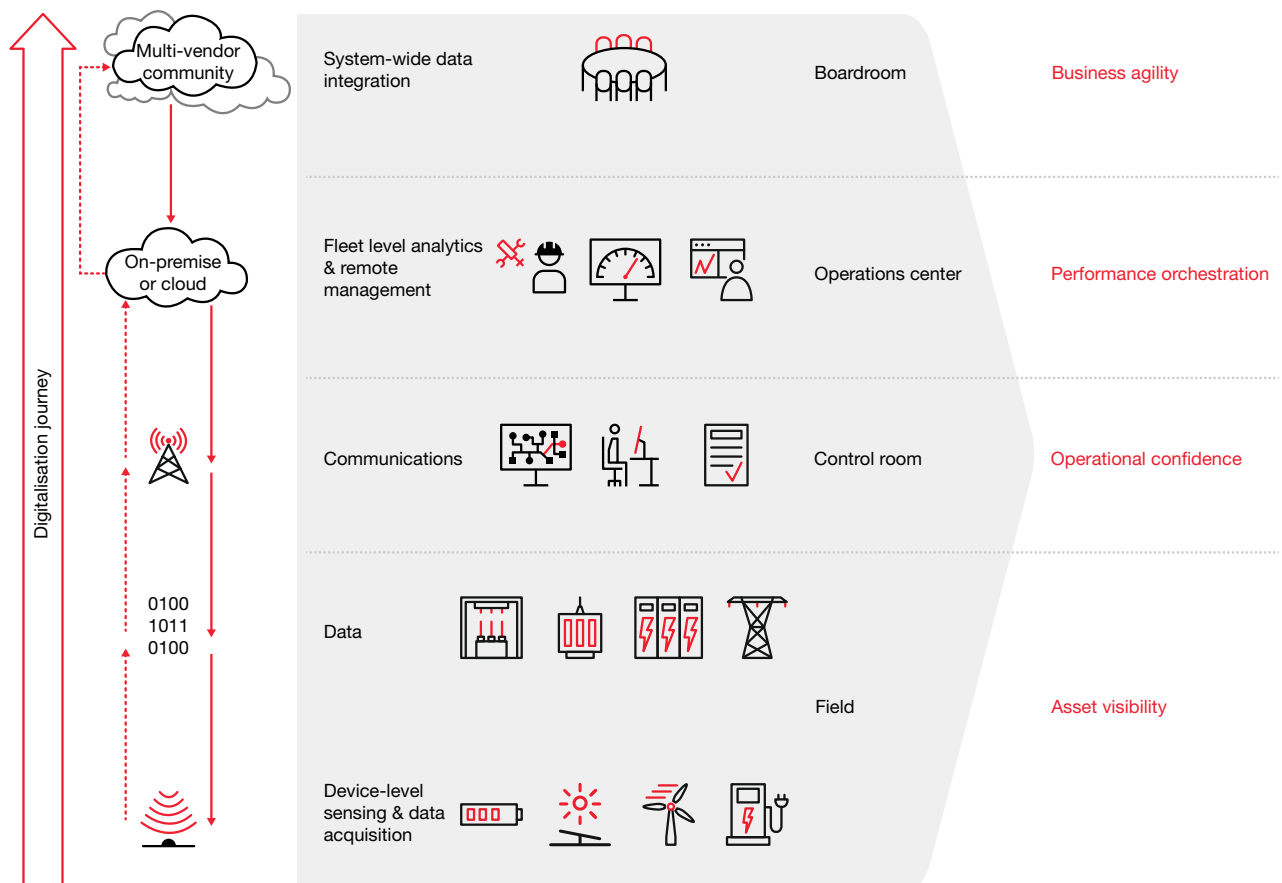 Multi-vendor
community
System-wide data
integration
Boardroom
Business agility
On-premise
or cloud
Fleet level analytics
& remote
management
Operations center
Performance orchestration
Digitalisation journey
Communications
Control room
Operational confidence
0100
1011
0100
Data
Field
Asset visibility
Device-level
sensing & data
acquisition